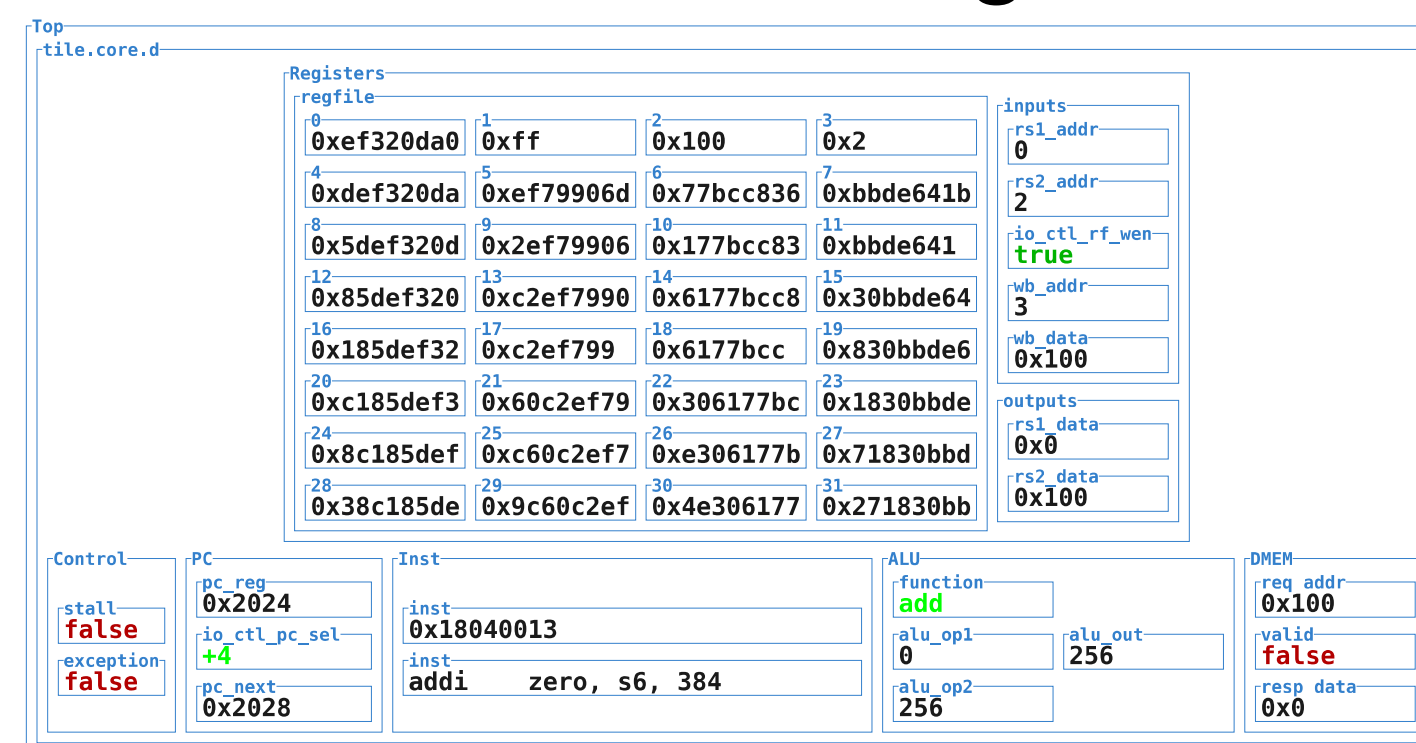 Top
tile.core.d
Registers
regfile
inputs
0 1 2 3
0xef320da0 0xff 0x100 0x2
rs1_addr
0
4 5 6 7
0xdef320da 0xef79906d 0x77bcc836 0xbbde641b
rs2_addr
2
8 9 10 11
0x5def320d 0x2ef79906 0x177bcc83 0xbbde641
io_ctl_rf_wen
true
12 13 14 15
0x85def320 0xc2ef7990 0x6177bcc8 0x30bbde64
wb_addr
3
16 17 18 19
0x185def32 0xc2ef799 0x6177bcc 0x830bbde6
wb_data
0x100
20 21 22 23
0xc185def3 0x60c2ef79 0x306177bc 0x1830bbde
outputs
rs1_data
0x0
24 25 26 27
0x8c185def 0xc60c2ef7 0xe306177b 0x71830bbd
rs2_data
0x100
28 29 30 31
0x38c185de 0x9c60c2ef 0x4e306177 0x271830bb
Control
stall
false
exception
false
PC
pc_reg
0x2024
io_ctl_pc_sel
+4
pc_next
0x2028
Inst
inst
0x18040013
inst
addi zero, s6, 384
ALU
function
add
alu_op1
0
alu_out
256
alu_op2
256
DMEM
req addr
0x100
valid
false
resp data
0x0